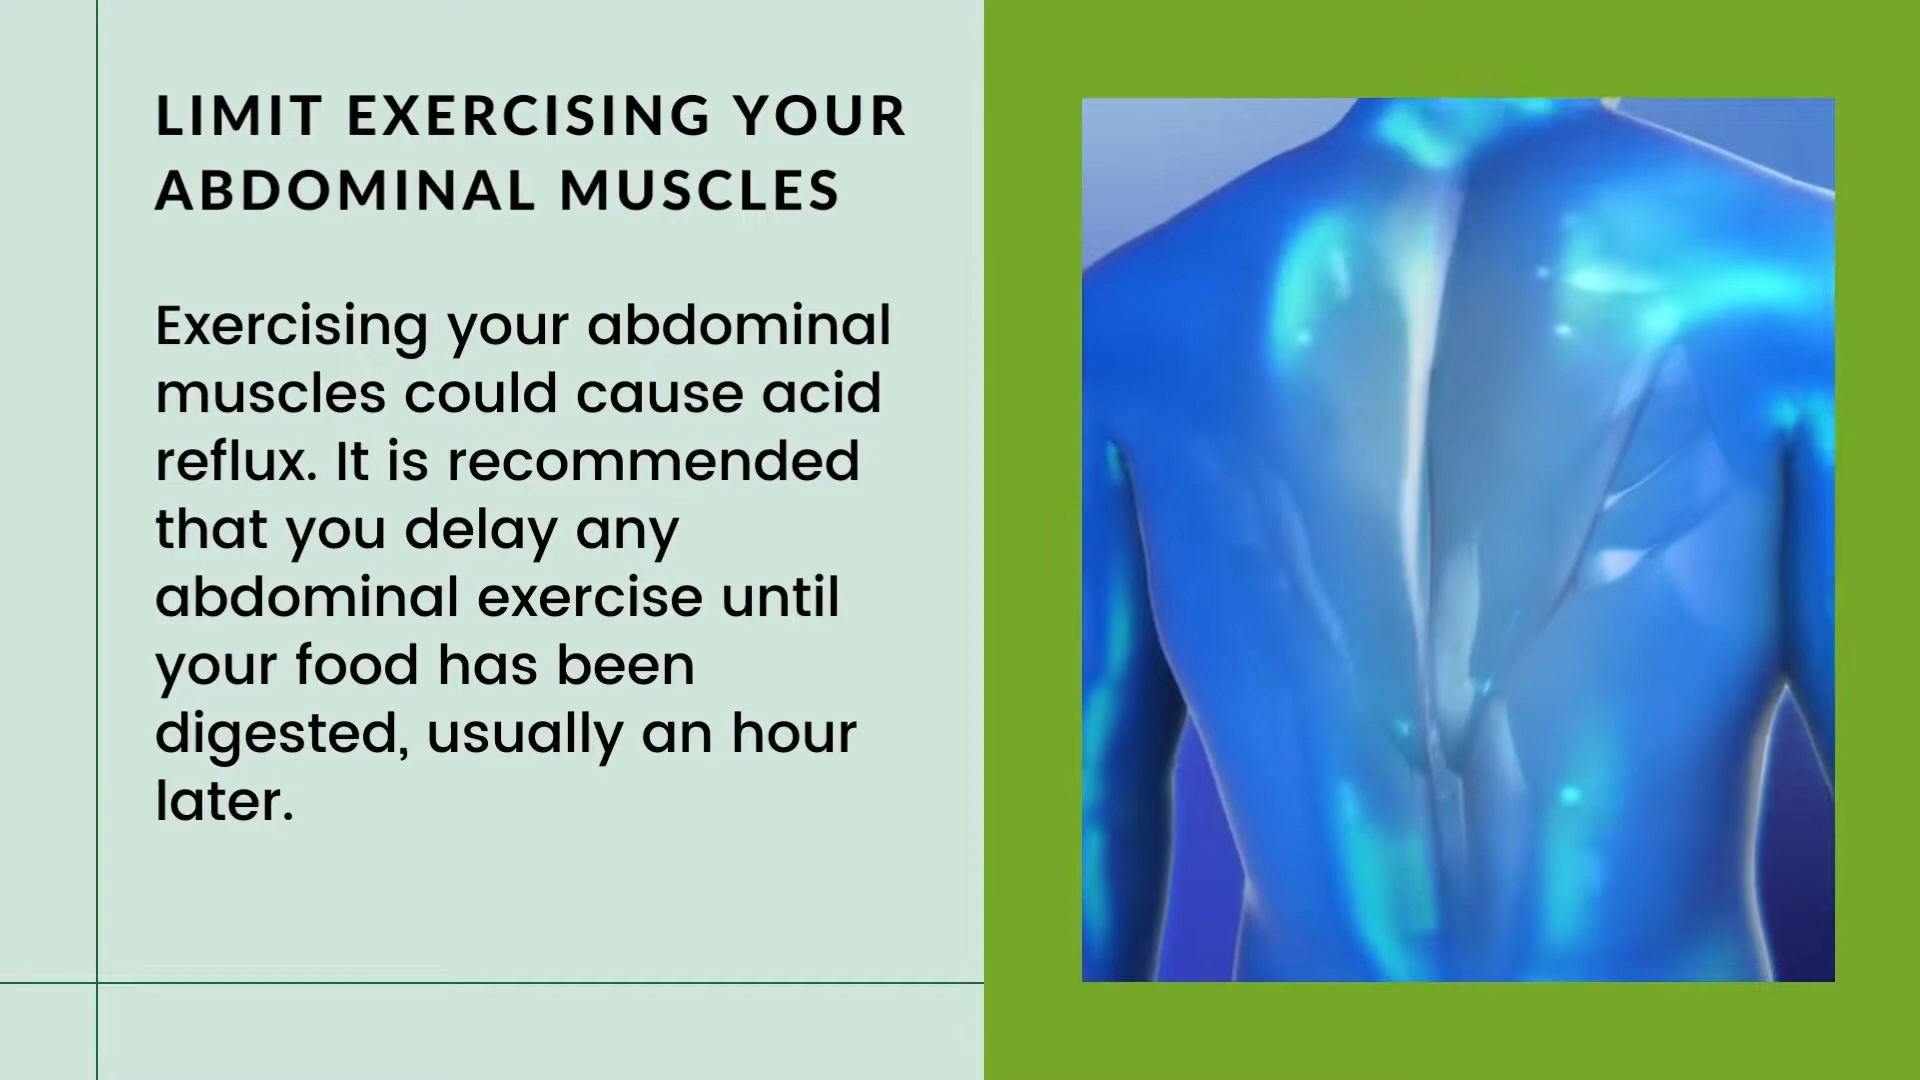 LIMIT EXERCISING YOUR
ABDOMINAL MUSCLES
Exercising your abdominal
muscles could cause acid
reflux. It is recommended
that you delay any
abdominal exercise until
your food has been
digested, usually an hour
later.